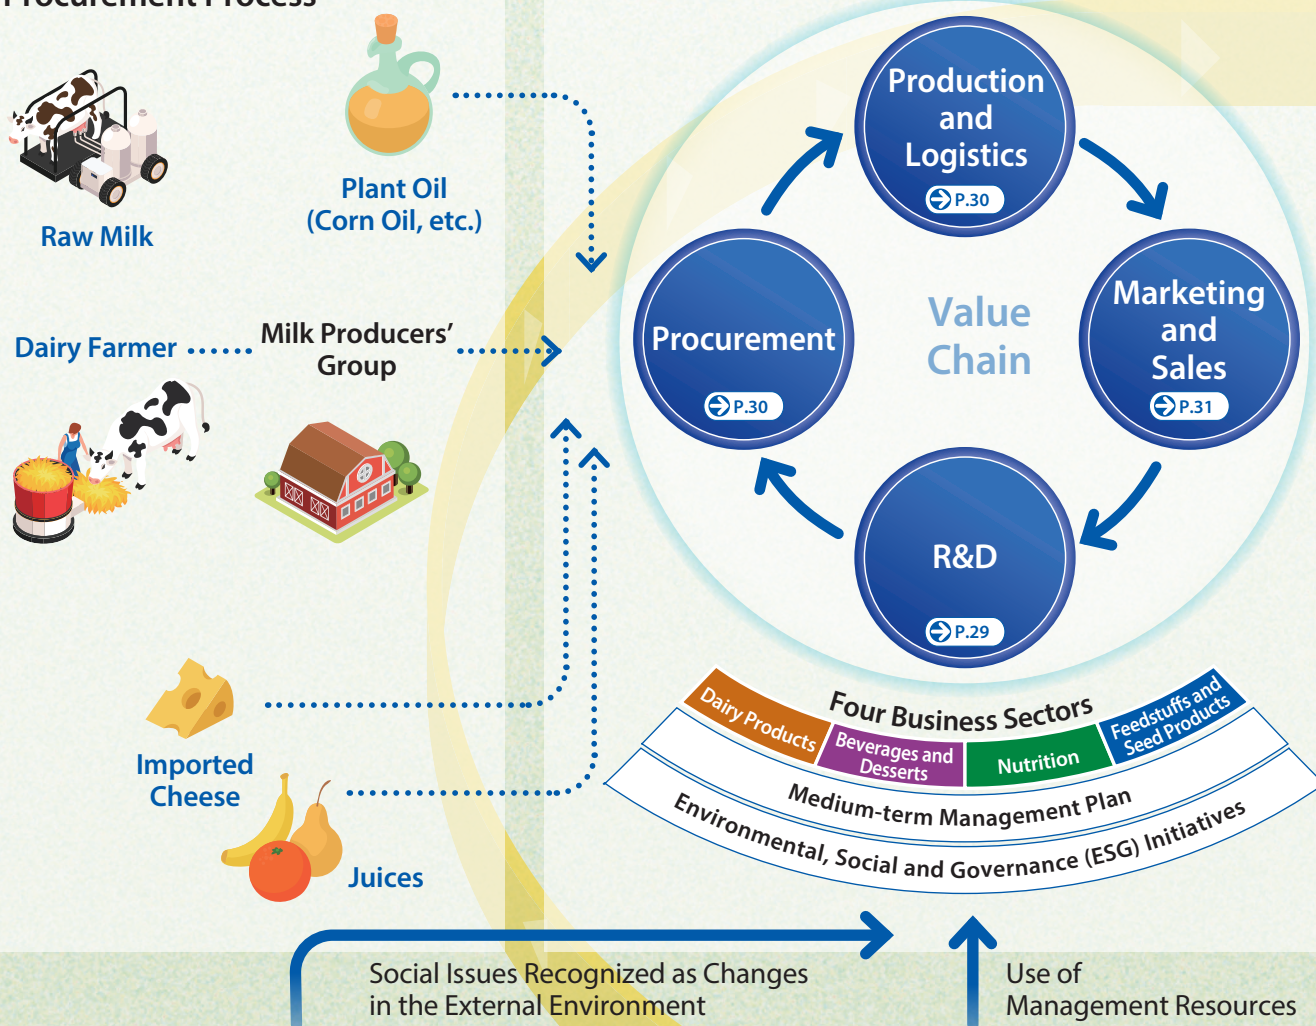 Procurement Process
Raw Milk
Plant Oil
(Corn Oil, etc.)
Dairy Farmer
Milk Producers’
Group
Imported
Cheese
Juices
Production
and
Logistics
P.30
Procurement
P.30
Value
Chain
Marketing
and
Sales
P.31
R&D
P.29
Four Business Sectors
Dairy Products
Beverages and
Desserts
Nutrition
Feedstuffs and
Seed Products
Medium-term Management Plan
Environmental, Social and Governance (ESG) Initiatives
Social Issues Recognized as Changes
in the External Environment
Use of
Management Resources